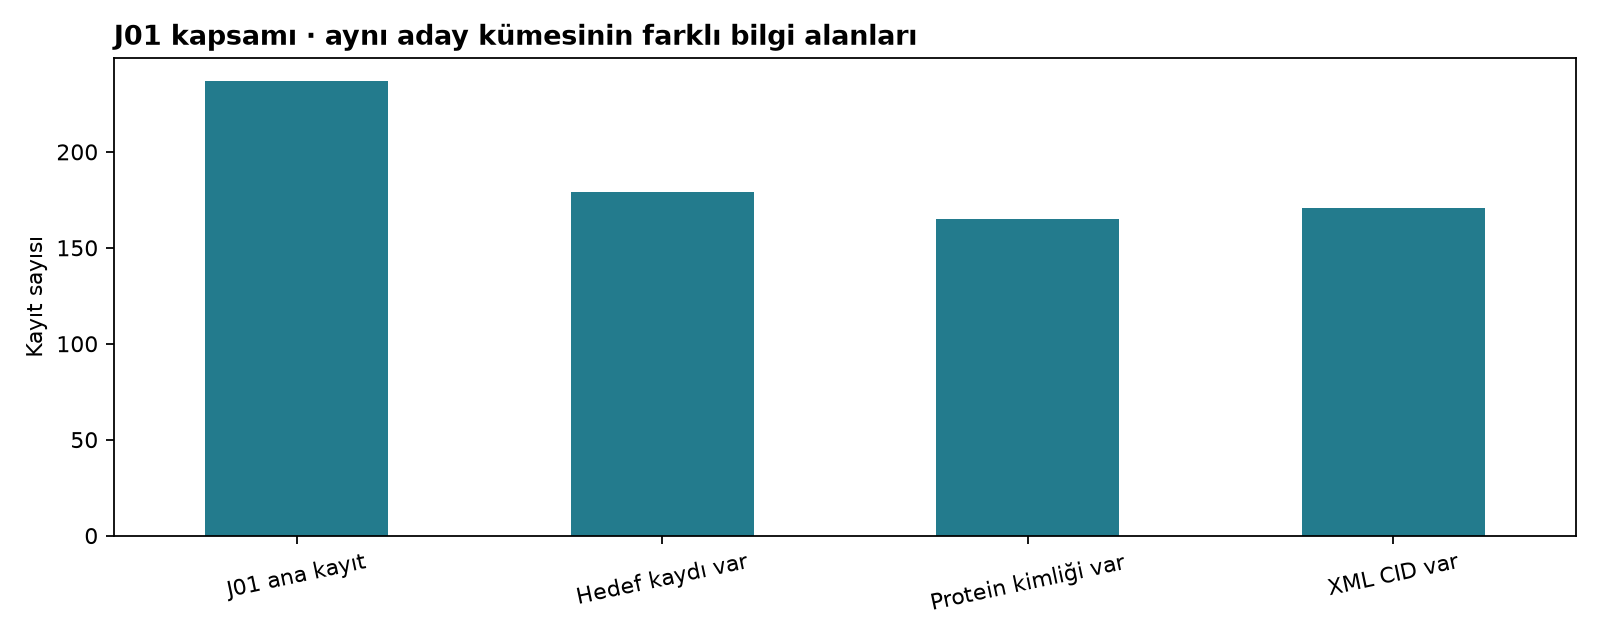 J01 kapsamı · aynı aday kümesinin farklı bilgi alanları
Kayıt sayısı
200
150
100
50
0
J01 ana kayıt
Hedef kaydı var
Protein kimliği var
XML CID var